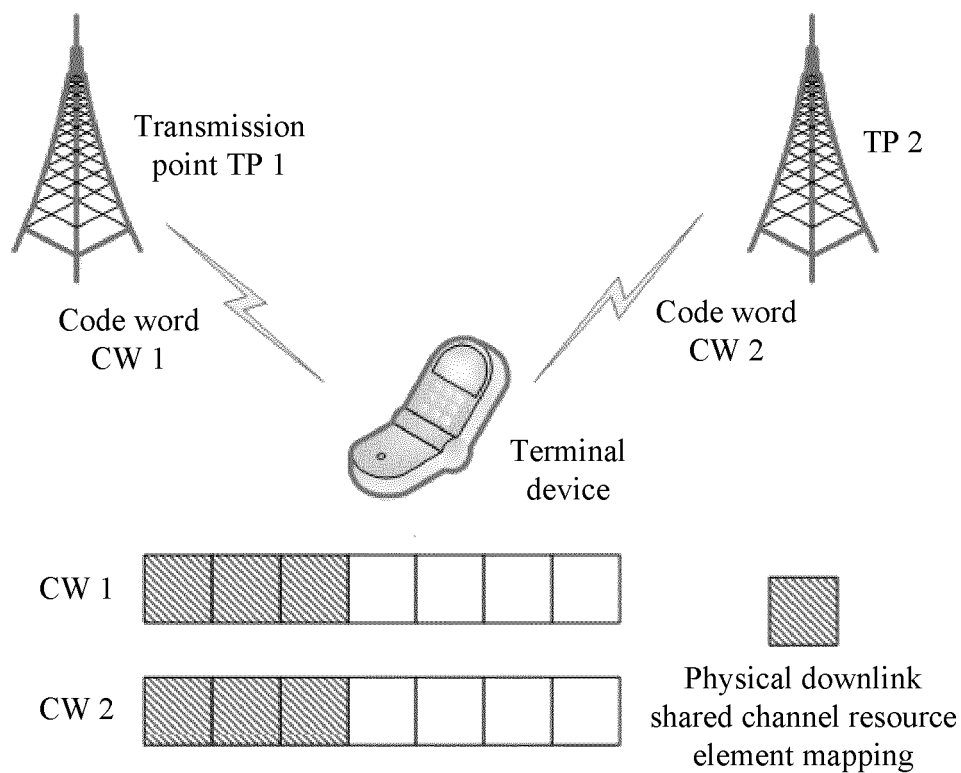 Transmission
point TP 1
TP 2
Code word
CW 1
Code word
CW 2
Terminal
device
CW 1
CW 2
Physical downlink
shared channel resource
element mapping